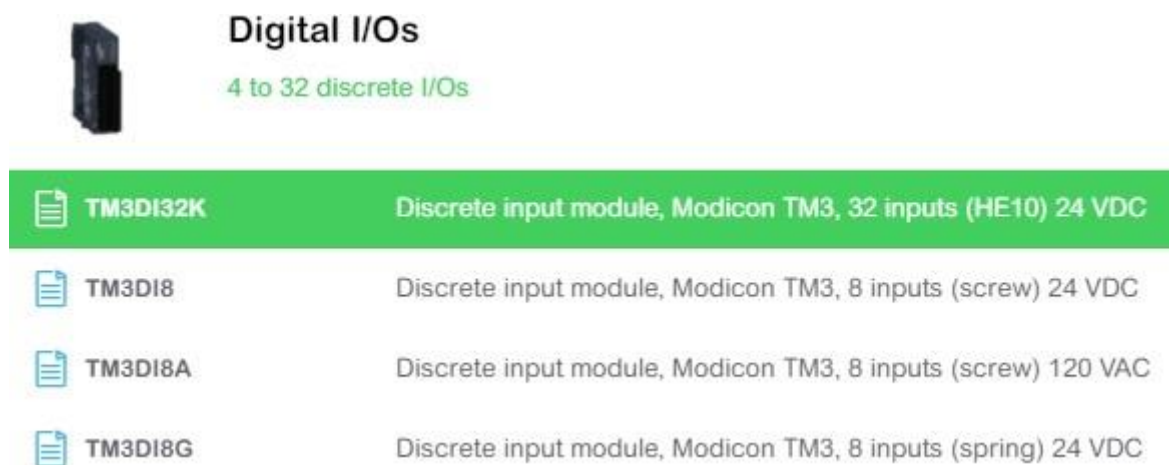 Digital I/Os
4 to 32 discrete I/Os
TM3DI32K Discrete input module, Modicon TM3, 32 inputs (HE10) 24 VDC
TM3DI8 Discrete input module, Modicon TM3, 8 inputs (screw) 24 VDC
TM3DI8A Discrete input module, Modicon TM3, 8 inputs (screw) 120 VAC
TM3DI8G Discrete input module, Modicon TM3, 8 inputs (spring) 24 VDC